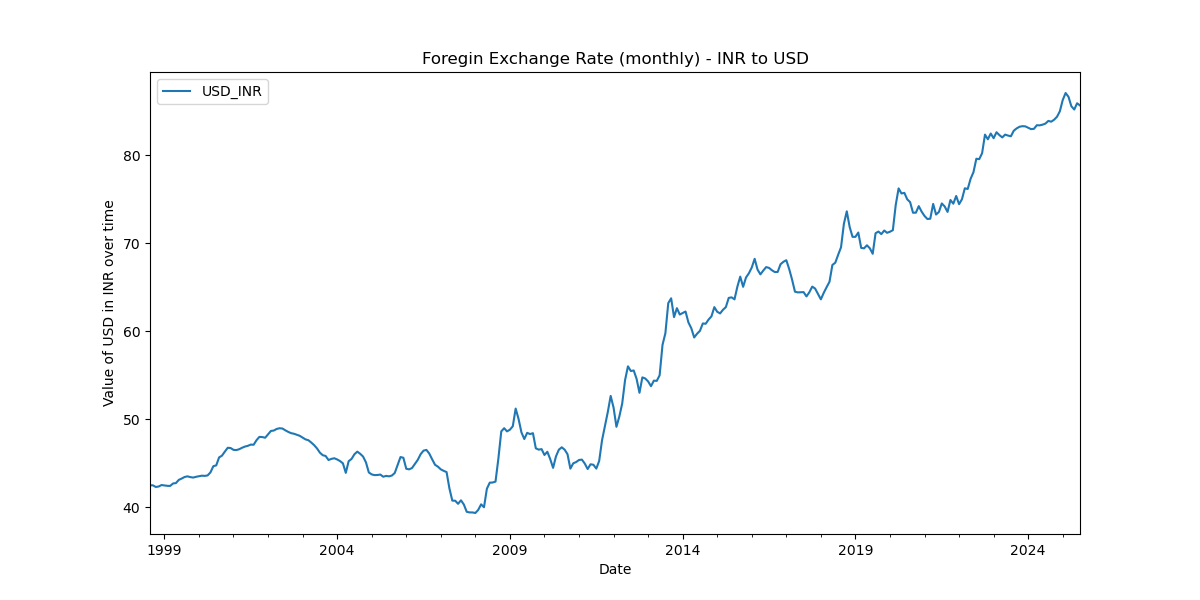 Foregin Exchange Rate (monthly) - INR to USD
USD_INR
Value of USD in INR over time
80
70
60
50
40
1999 2004 2009 2014 2019 2024
Date